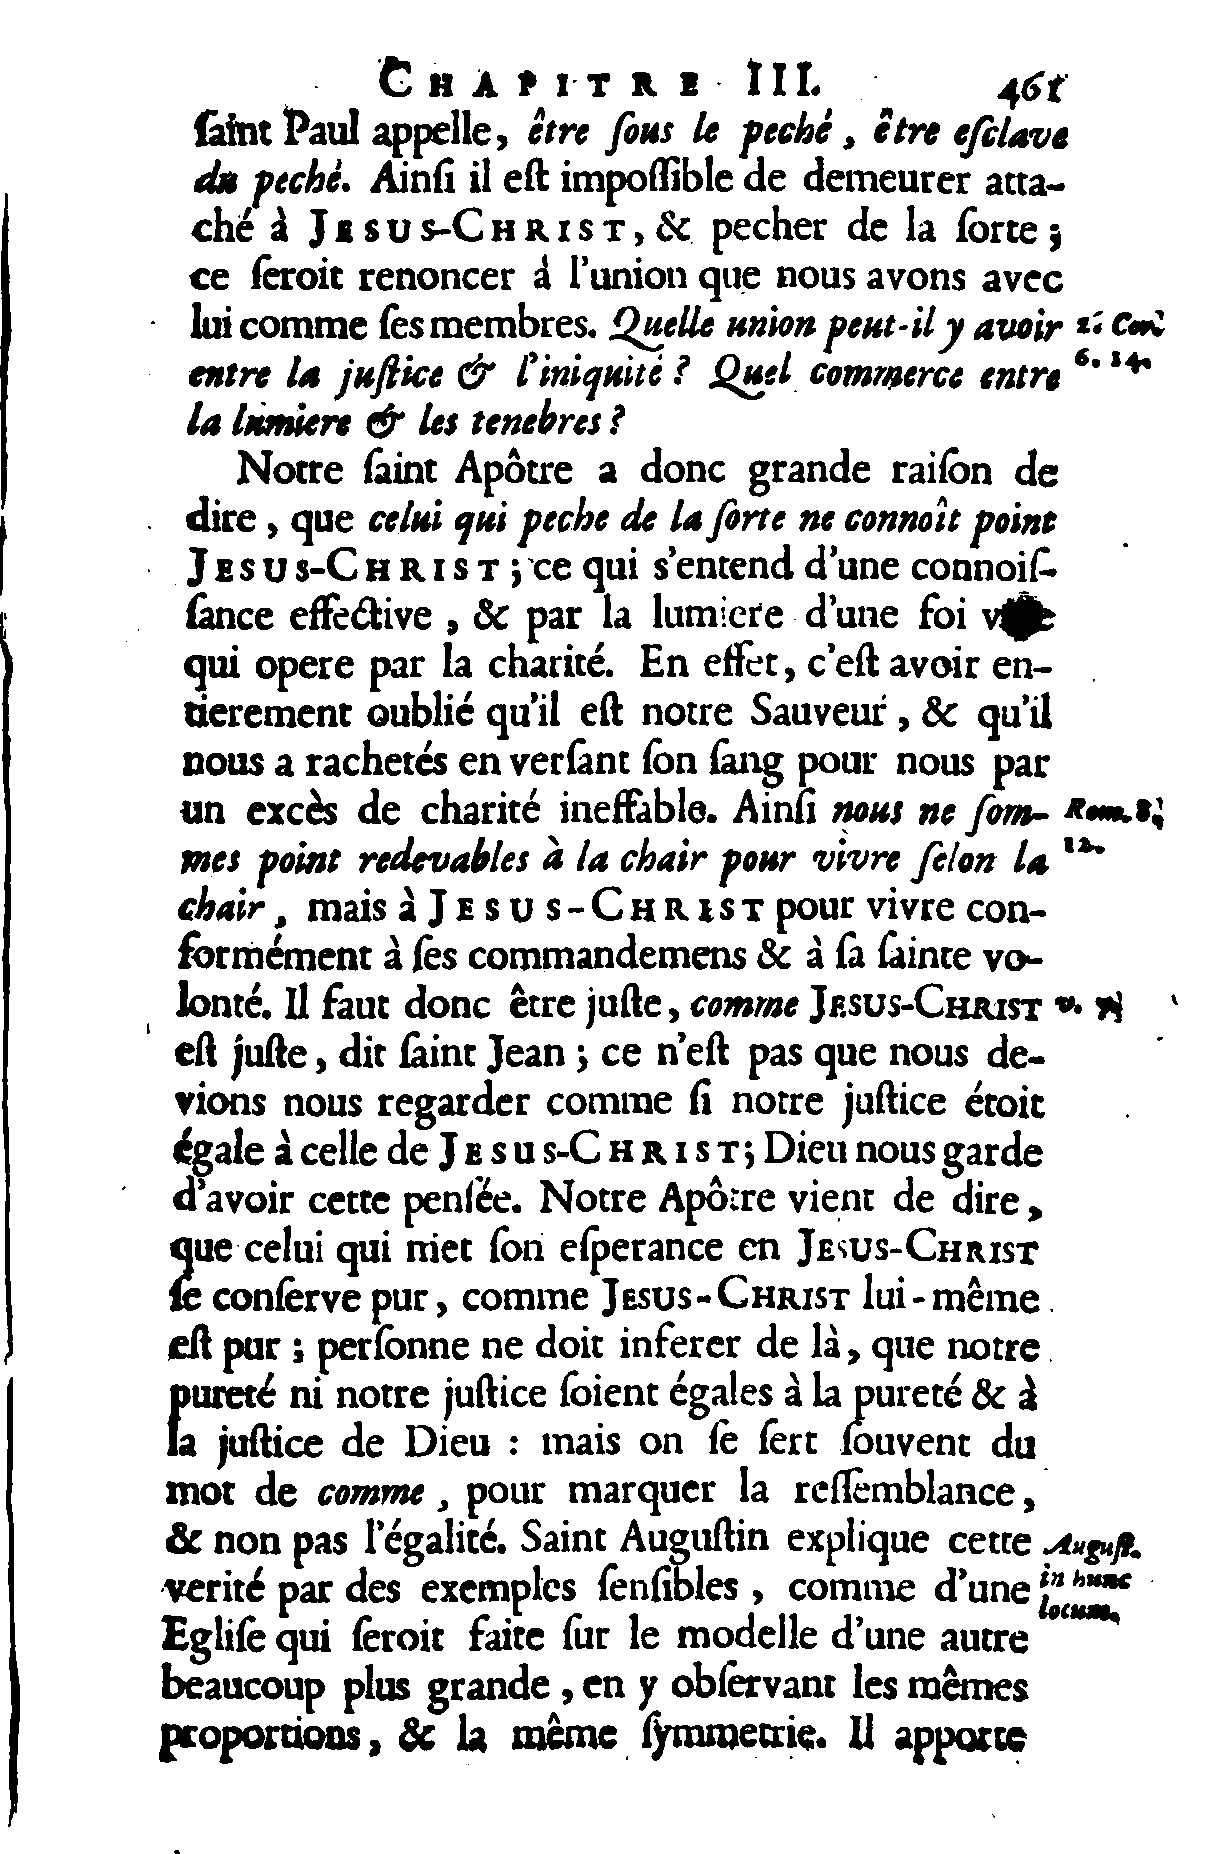 CHAPITRE III. 461
ſaint Paul appelle, être ſous le peché, être eſclave
du peché. Ainſi il eſt impoſſible de demeurer atta-
ché à JESUS-CHRIST, & pecher de la ſorte ;
ce ſeroit renoncer à l'union que nous avons avec
lui comme ſes membres. Quelle union peut-il y avoir
2. Cor.
entre la juſtice & l'iniquité ? Quel commerce entre
6. 14.
la lumiere & les tenebres ?
Notre ſaint Apôtre a donc grande raiſon de
dire, que celui qui peche de la ſorte ne connoît point
JESUS-CHRIST ; ce qui s'entend d'une connoiſ-
ſance effective, & par la lumiere d'une foi
qui opere par la charité. En effet, c'eſt avoir en-
tierement oublié qu'il eſt notre Sauveur, & qu'il
nous a rachetés en verſant ſon ſang pour nous par
un excès de charité ineffable. Ainſi nous ne ſom-
Rom. 8.
mes point redevables à la chair pour vivre ſelon la
12.
chair, mais à JESUS-CHRIST pour vivre con-
formément à ſes commandemens & à ſa ſainte vo-
lonté. Il faut donc être juſte, comme JESUS-CHRIST
v. 7.
eſt juſte, dit ſaint Jean ; ce n'eſt pas que nous de-
vions nous regarder comme ſi notre juſtice étoit
égale à celle de JESUS-CHRIST ; Dieu nous garde
d'avoir cette penſée. Notre Apôtre vient de dire,
que celui qui met ſon eſperance en JESUS-CHRIST
ſe conſerve pur, comme JESUS-CHRIST lui-même
eſt pur ; perſonne ne doit inferer de là, que notre
pureté ni notre juſtice ſoient égales à la pureté & à
la juſtice de Dieu : mais on ſe ſert ſouvent du
mot de comme, pour marquer la reſſemblance,
& non pas l'égalité. Saint Auguſtin explique cette
Auguſt.
verité par des exemples ſenſibles, comme d'une
in hunc
locum.
Egliſe qui ſeroit faite ſur le modelle d'une autre
beaucoup plus grande, en y obſervant les mêmes
proportions, & la même ſymmetrie. Il apporte